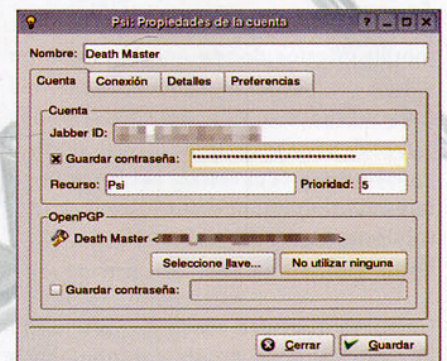 Psi: Propiedades de la cuenta
Nombre: Death Master
Cuenta Conexión Detalles Preferencias
Cuenta
Jabber ID:
Guardar contraseña:
Recurso: Psi Prioridad: 5
OpenPGP
Death Master < >
Seleccione llave... No utilizar ninguna
Guardar contraseña:
Cerrar Guardar